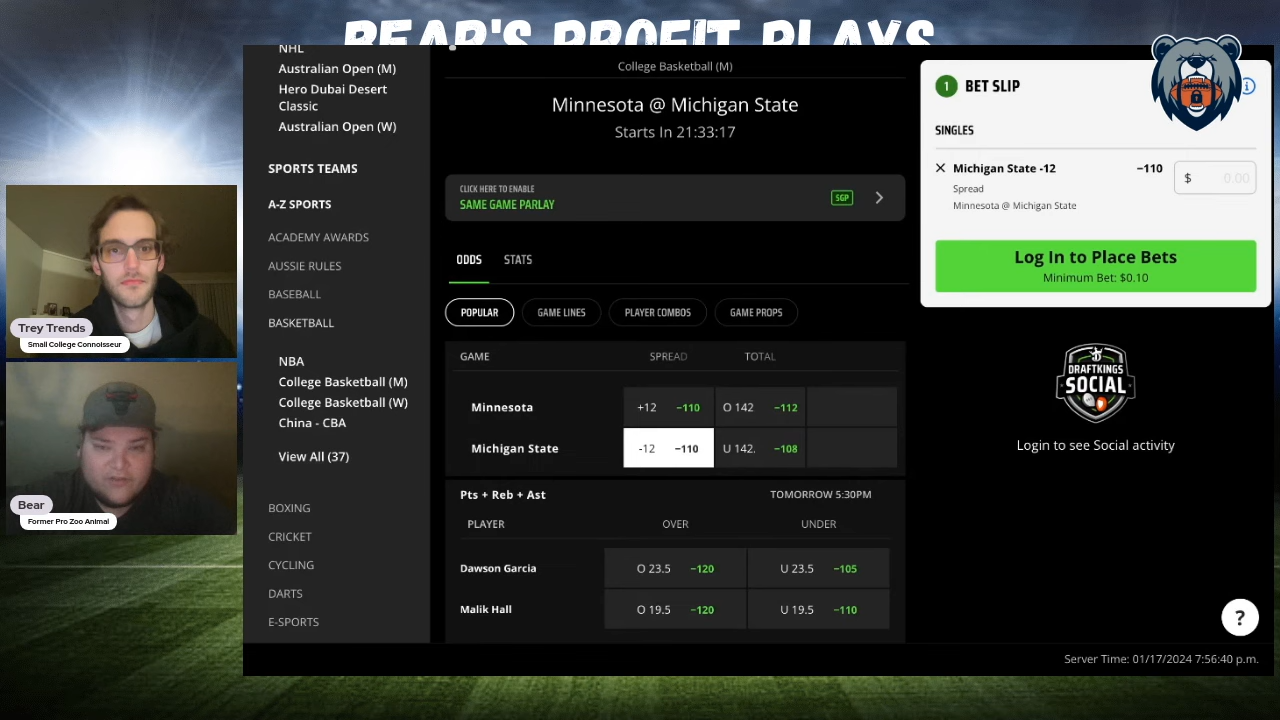 BEAR'S PROFIT PLAYS
NHL
Australian Open (M)
Hero Dubai Desert
Classic
Australian Open (W)
SPORTS TEAMS
A-Z SPORTS
ACADEMY AWARDS
AUSSIE RULES
BASEBALL
BASKETBALL
NBA
College Basketball (M)
College Basketball (W)
China - CBA
View All (37)
BOXING
CRICKET
CYCLING
DARTS
E-SPORTS
Trey Trends
Small College Connoisseur
Bear
Former Pro Zoo Animal
College Basketball (M)
Minnesota @ Michigan State
Starts In 21:33:17
CLICK HERE TO ENABLE
SAME GAME PARLAY
SGP
ODDS STATS
POPULAR GAME LINES PLAYER COMBOS GAME PROPS
GAME SPREAD TOTAL
Minnesota +12 −110 O 142 −112
Michigan State -12 −110 U 142. −108
Pts + Reb + Ast TOMORROW 5:30PM
PLAYER OVER UNDER
Dawson Garcia O 23.5 −120 U 23.5 −105
Malik Hall O 19.5 −120 U 19.5 −110
1 BET SLIP
SINGLES
Michigan State -12 −110 $ 0.00
Spread
Minnesota @ Michigan State
Log In to Place Bets
Minimum Bet: $0.10
DRAFTKINGS
SOCIAL
Login to see Social activity
?
Server Time: 01/17/2024 7:56:40 p.m.